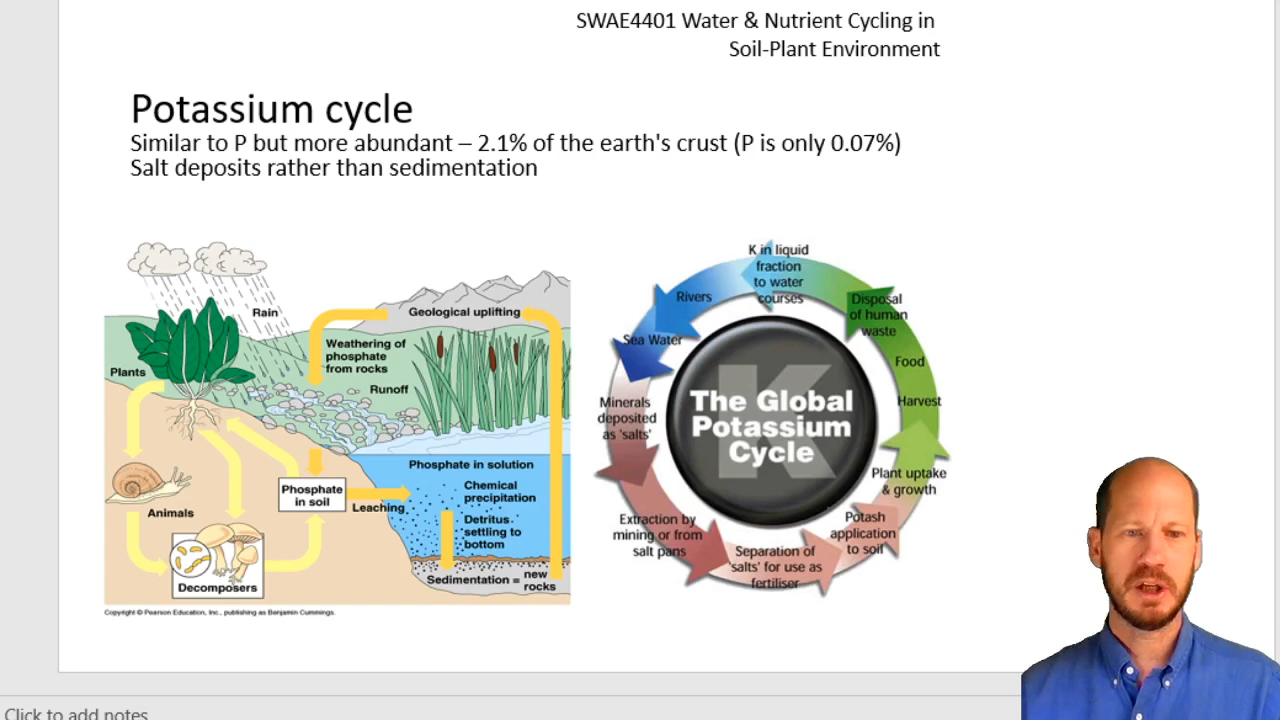 SWAE4401 Water & Nutrient Cycling in
Soil-Plant Environment
Potassium cycle
Similar to P but more abundant – 2.1% of the earth's crust (P is only 0.07%)
Salt deposits rather than sedimentation
Rain
Geological uplifting
Weathering of
phosphate
from rocks
Plants
Runoff
Phosphate in solution
Chemical
precipitation
Phosphate
in soil
Leaching
Animals
Detritus
settling to
bottom
Decomposers
Sedimentation = new
rocks
Copyright © Pearson Education, Inc., publishing as Benjamin Cummings.
K in liquid
fraction
to water
courses
Rivers
Sea Water
Minerals
deposited
as 'salts'
Extraction by
mining or from
salt pans
Separation of
'salts' for use as
fertiliser
Potash
application
to soil
Plant uptake
& growth
Harvest
Food
Disposal
of human
waste
K
The Global
Potassium
Cycle
Click to add notes